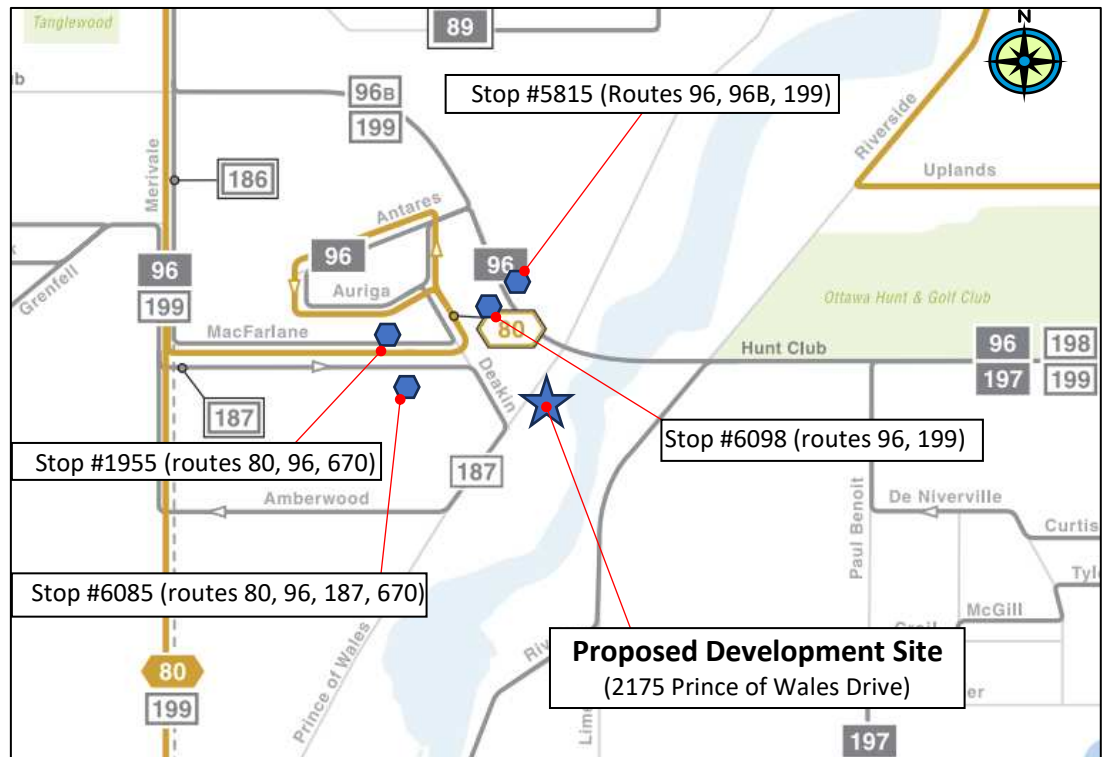 Tanglewood
89
N
96B
199
Stop #5815 (Routes 96, 96B, 199)
Riverside
Uplands
Merivale
186
Antares
96
96
96
199
Grenfell
Auriga
MacFarlane
80
Ottawa Hunt & Golf Club
Hunt Club
96
198
197
199
187
Deakin
Stop #6098 (routes 96, 199)
Stop #1955 (routes 80, 96, 670)
187
Amberwood
De Niverville
Curtis
Paul Benoit
Stop #6085 (routes 80, 96, 187, 670)
McGill
Proposed Development Site
(2175 Prince of Wales Drive)
80
199
Prince of Wales
197